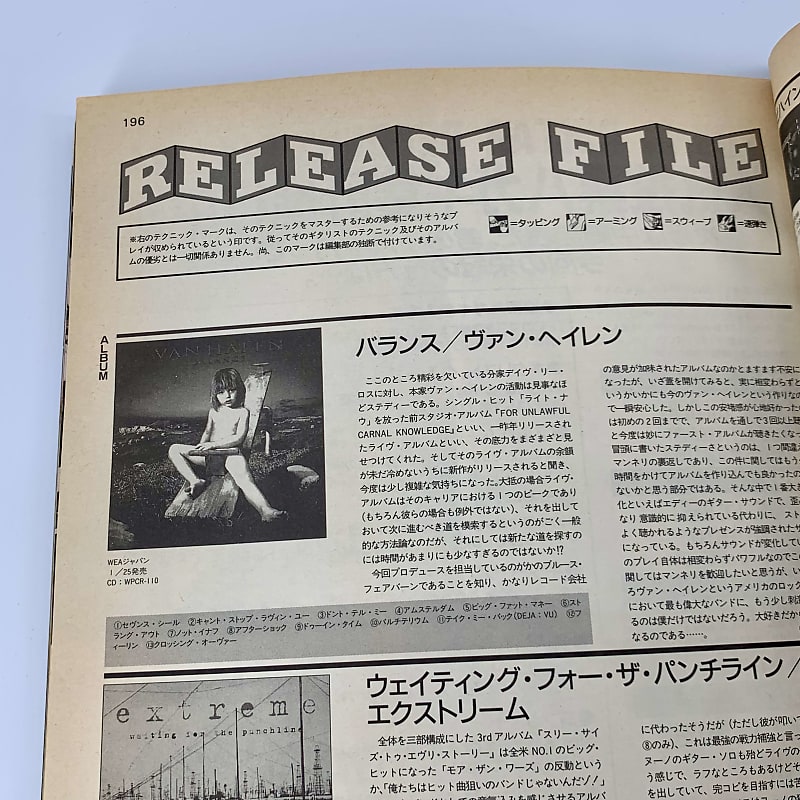 196
RELEASE FILE
※右のテクニック・マークは、そのテクニックをマスターするための参考になりそうなプ
レイが収められているという印です。従ってそのギタリストのテクニック及びそのアルバ
ムの優劣とは一切関係ありません。尚、このマークは編集部の独断で付けています。
=タッピング =アーミング =スウィープ =速弾き
ALBUM
VAN HALEN
バランス/ヴァン・ヘイレン
ここのところ精彩を欠いている分家デイヴ・リー・
ロスに対し、本家ヴァン・ヘイレンの活動は見事なほ
どステディーである。シングル・ヒット「ライト・ナ
ウ」を放った前スタジオ・アルバム「FOR UNLAWFUL
CARNAL KNOWLEDGE」といい、一昨年リリースされ
たライヴ・アルバムといい、その底力をまざまざと見
せつけてくれた。そしてそのライヴ・アルバムの余韻
が未だ冷めないうちに新作がリリースされると聞き、
今度は少し複雑な気持ちになった。大抵の場合ライヴ・
アルバムはそのキャリアにおける1つのピークであり
(もちろん彼らの場合も例外ではない)、それを出して
おいて次に進むべき道を模索するというのがごく一般
的な方法論なのだが、それにしては新たな道を探すの
には時間があまりにも少なすぎるのではないか!?
今回プロデュースを担当しているのがかのブルース・
フェアバーンであることを知り、かなりレコード会社
の意見が加味されたアルバムなのかとますます不安に
なったが、いざ蓋を開けてみると、実に相変わらずと
いうかいかにも今のヴァン・ヘイレンという作りなの
で一瞬安心した。しかしこの安堵感が心地好かったの
は初めの2回までで、アルバムを通しで3回以上聴
と今度は妙にファースト・アルバムが聴きたくなっ
冒頭に書いたステディーさというのは、1つ間違え
マンネリの裏返しであり、この件に関してはもう
時間をかけてアルバムを作り込んでも良かったの
ないかと思う部分ではある。そんな中で1番大き
化といえばエディーのギター・サウンドで、歪
なり意識的に抑えられている代わりに、スト
よく聴かれるようなプレゼンスが強調されたサ
になっている。もちろんサウンドが変化してい
のプレイ自体は相変わらずパワフルなのでこ
関してはマンネリを歓迎したいと思うが、い
ろヴァン・ヘイレンというアメリカのロック
において最も偉大なバンドに、もう少し刺激
るのは僕だけではないだろう。大好きだか
なるのである……。
WEAジャパン
1/25発売
CD:WPCR-110
①セヴンス・シール ②キャント・ストップ・ラヴィン・ユー ③ドント・テル・ミー ④アムステルダム ⑤ビッグ・ファット・マネー ⑥スト
ラング・アウト ⑦ノット・イナフ ⑧アフターショック ⑨ドゥーイン・タイム ⑩バルチテリウム ⑪テイク・ミー・バック(DEJA:VU) ⑫フ
ィーリン ⑬クロッシング・オーヴァー
extreme
waiting for the punchline
ウェイティング・フォー・ザ・パンチライン/
エクストリーム
全体を三部構成にした3rdアルバム「スリー・サイ
ズ・トゥ・エヴリ・ストーリー」は全米NO.1のビッグ・
ヒットになった「モア・ザン・ワーズ」の反動という
か、「俺たちはヒット曲狙いのバンドじゃないんだゾ！」
に代わったそうだが(ただし彼が叩いて
⑧のみ)、これは最強の戦力補強と言っ
ヌーノのギター・ソロも殆どライヴの
う感じで、ラフなところもあるけどそ
を出していて、完コピを目指すには苦